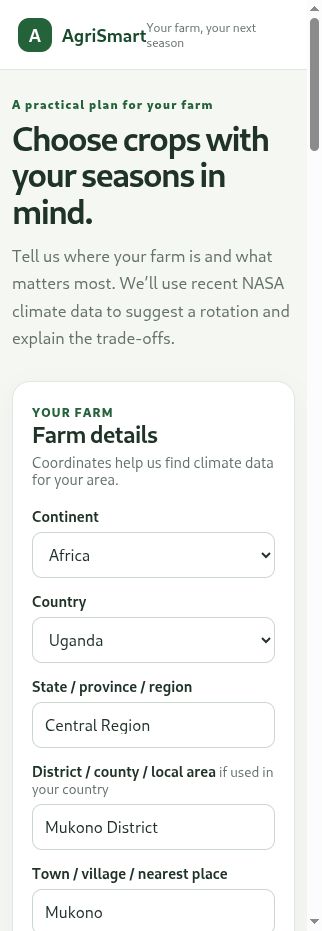 A AgriSmart Your farm, your next
season
A practical plan for your farm
Choose crops with
your seasons in
mind.
Tell us where your farm is and what
matters most. We’ll use recent NASA
climate data to suggest a rotation and
explain the trade-offs.
YOUR FARM
Farm details
Coordinates help us find climate data
for your area.
Continent
Africa
Country
Uganda
State / province / region
Central Region
District / county / local area if used in
your country
Mukono District
Town / village / nearest place
Mukono